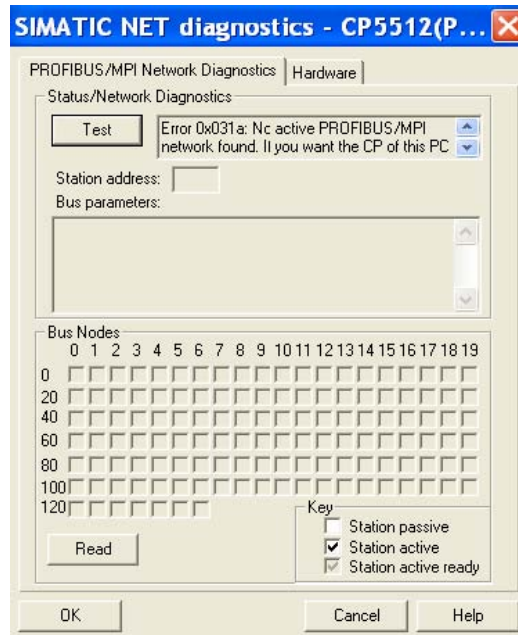 SIMATIC NET diagnostics - CP5512(P...
PROFIBUS/MPI Network Diagnostics Hardware
Status/Network Diagnostics
Test
Error 0x031a: Nc active PROFIBUS/MPI
network found. II you want the CP of this PC
Station address:
Bus parameters:
Bus Nodes
0 1 2 3 4 5 6 7 8 9 10 11 12 13 14 15 16 17 18 19
0
20
40
60
80
100
120
Key
Station passive
Station active
Station active ready
Read
OK Cancel Help